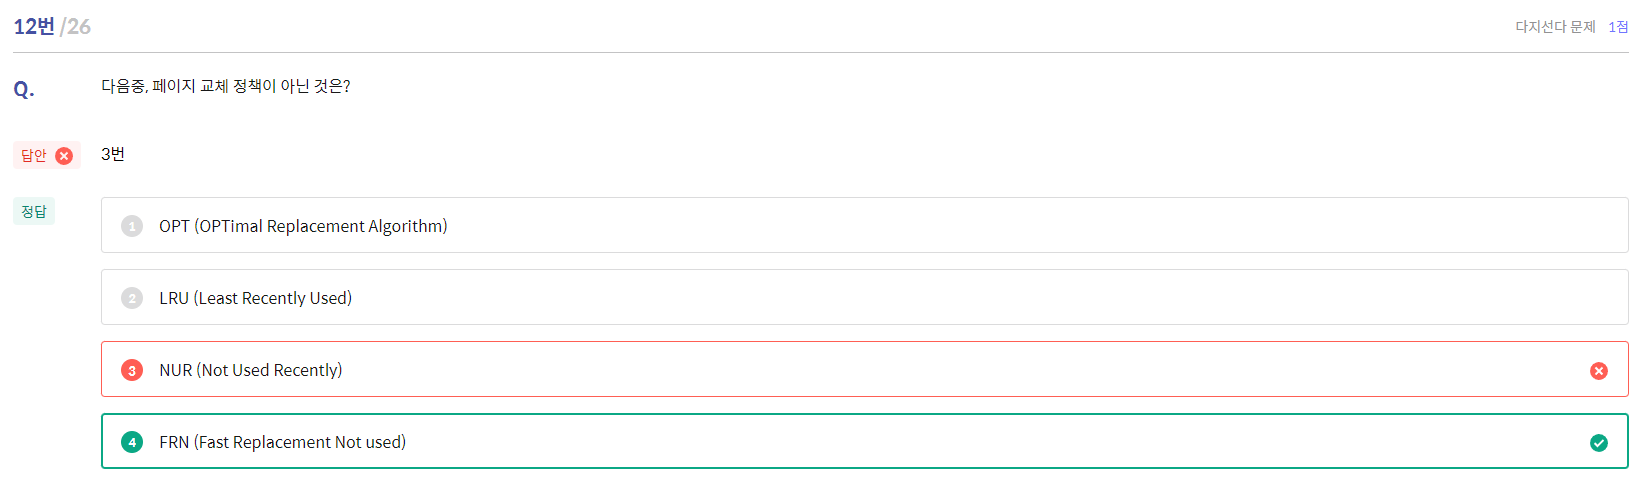 12번 /26
다지선다 문제 1점
Q.
다음중, 페이지 교체 정책이 아닌 것은?
답안
3번
정답
1 OPT (OPTimal Replacement Algorithm)
2 LRU (Least Recently Used)
3 NUR (Not Used Recently)
4 FRN (Fast Replacement Not used)